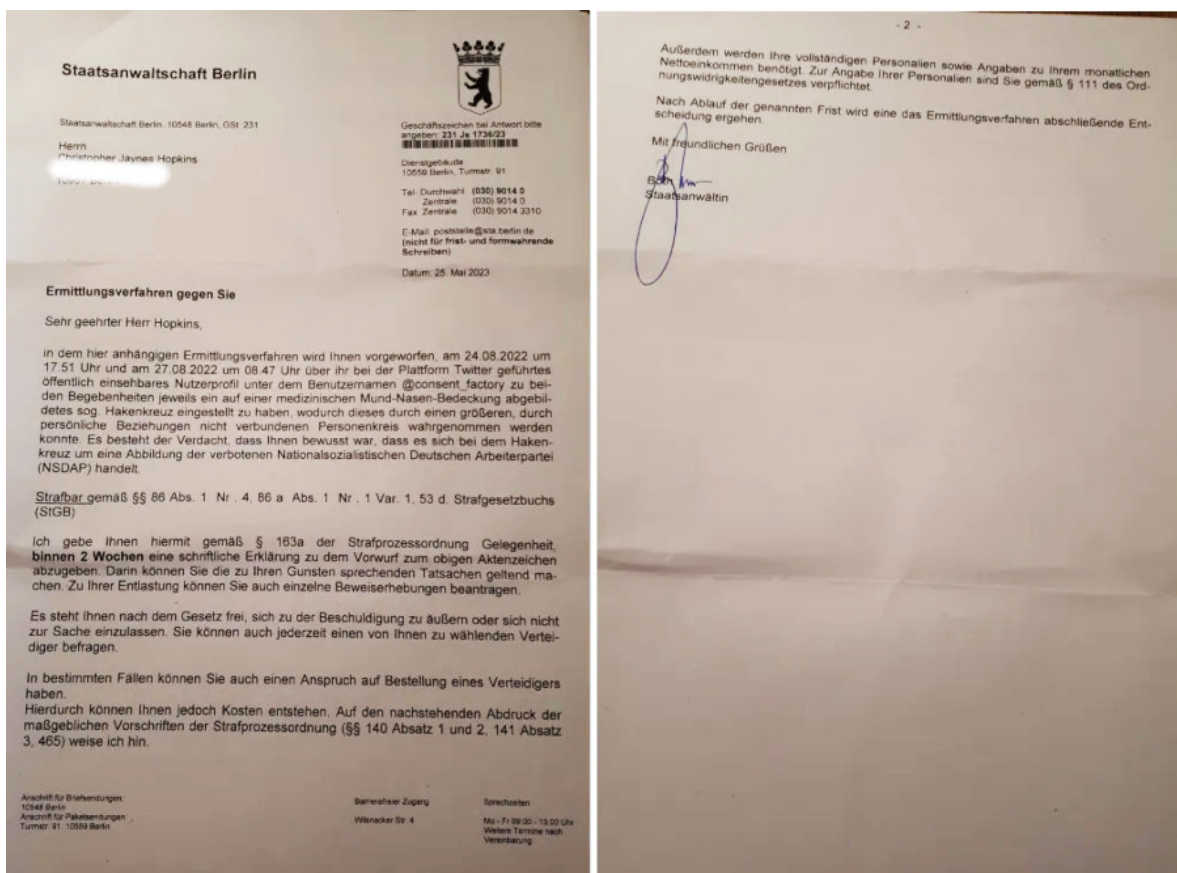 Staatsanwaltschaft Berlin
Staatsanwaltschaft Berlin, 10548 Berlin, GSt. 231
Herrn
Christopher Jaynes Hopkins
Geschäftszeichen bei Antwort bitte
angeben: 231 Js 1736/23
Dienstgebäude
10559 Berlin, Turmstr. 91
Tel- Durchwahl (030) 9014 0
Zentrale (030) 9014 0
Fax Zentrale (030) 9014 3310
E-Mail: poststelle@sta.berlin.de
(nicht für frist- und formwahrende
Schreiben)
Datum: 25. Mai 2023
Ermittlungsverfahren gegen Sie
Sehr geehrter Herr Hopkins,
in dem hier anhängigen Ermittlungsverfahren wird Ihnen vorgeworfen, am 24.08.2022 um
17.51 Uhr und am 27.08.2022 um 08.47 Uhr über ihr bei der Plattform Twitter geführtes
öffentlich einsehbares Nutzerprofil unter dem Benutzernamen @consent_factory zu bei-
den Begebenheiten jeweils ein auf einer medizinischen Mund-Nasen-Bedeckung abgebil-
detes sog. Hakenkreuz eingestellt zu haben, wodurch dieses durch einen größeren, durch
persönliche Beziehungen nicht verbundenen Personenkreis wahrgenommen werden
konnte. Es besteht der Verdacht, dass Ihnen bewusst war, dass es sich bei dem Haken-
kreuz um eine Abbildung der verbotenen Nationalsozialistischen Deutschen Arbeiterpartei
(NSDAP) handelt.
Strafbar gemäß §§ 86 Abs. 1 Nr. 4, 86 a Abs. 1 Nr. 1 Var. 1, 53 d. Strafgesetzbuchs
(StGB)
Ich gebe Ihnen hiermit gemäß § 163a der Strafprozessordnung Gelegenheit,
binnen 2 Wochen eine schriftliche Erklärung zu dem Vorwurf zum obigen Aktenzeichen
abzugeben. Darin können Sie die zu Ihren Gunsten sprechenden Tatsachen geltend ma-
chen. Zu Ihrer Entlastung können Sie auch einzelne Beweiserhebungen beantragen.
Es steht Ihnen nach dem Gesetz frei, sich zu der Beschuldigung zu äußern oder sich nicht
zur Sache einzulassen. Sie können auch jederzeit einen von Ihnen zu wählenden Vertei-
diger befragen.
In bestimmten Fällen können Sie auch einen Anspruch auf Bestellung eines Verteidigers
haben.
Hierdurch können Ihnen jedoch Kosten entstehen. Auf den nachstehenden Abdruck der
maßgeblichen Vorschriften der Strafprozessordnung (§§ 140 Absatz 1 und 2, 141 Absatz
3, 465) weise ich hin.
Anschrift für Briefsendungen:
10548 Berlin
Anschrift für Paketsendungen:
Turmstr. 91, 10559 Berlin
Barrierefreier Zugang
Wilsnacker Str. 4
Sprechzeiten
Mo - Fr 09:00 - 13:00 Uhr
Weitere Termine nach
Vereinbarung
- 2 -
Außerdem werden Ihre vollständigen Personalien sowie Angaben zu Ihrem monatlichen
Nettoeinkommen benötigt. Zur Angabe Ihrer Personalien sind Sie gemäß § 111 des Ord-
nungswidrigkeitengesetzes verpflichtet.
Nach Ablauf der genannten Frist wird eine das Ermittlungsverfahren abschließende Ent-
scheidung ergehen.
Mit freundlichen Grüßen
Staatsanwältin